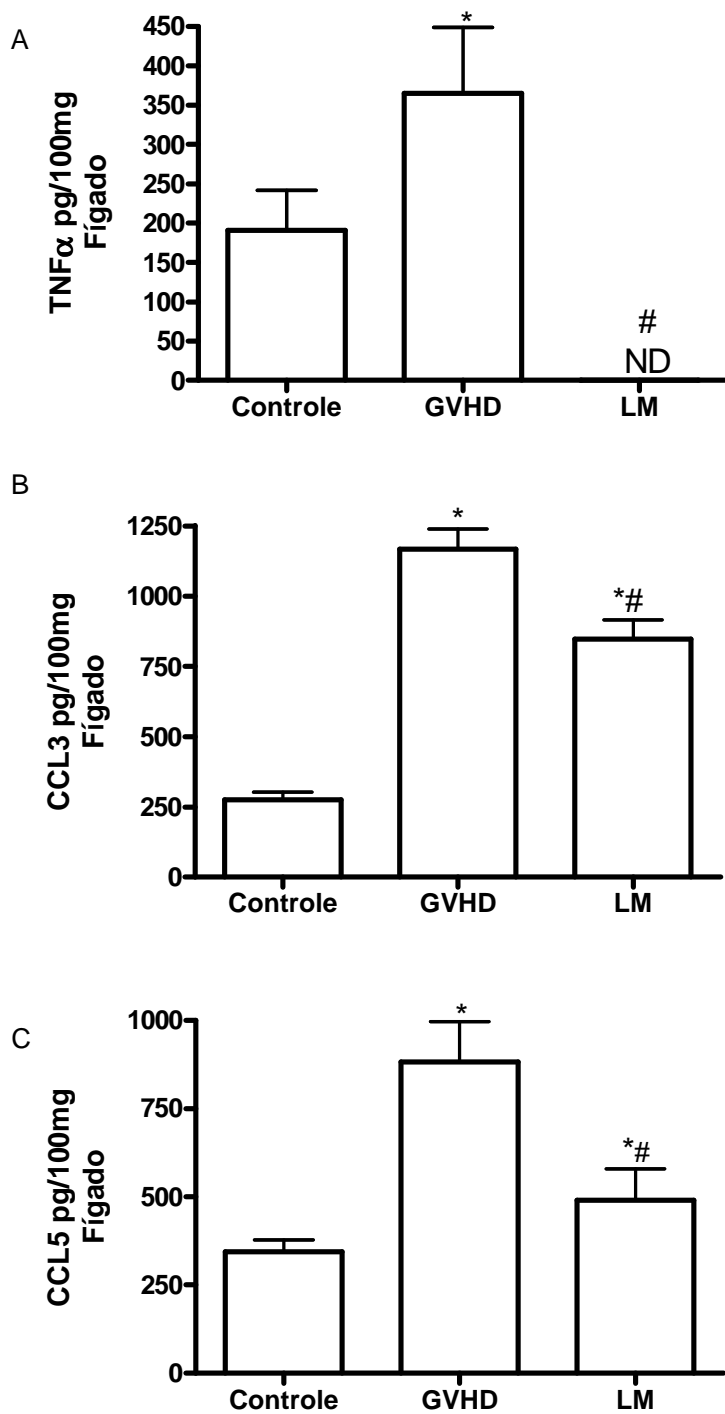 A
TNFα pg/100mg
Fígado
450
400
350
300
250
200
150
100
50
0
*
#
ND
Controle GVHD LM
B
CCL3 pg/100mg
Fígado
1250
1000
750
500
250
0
*
*#
Controle GVHD LM
C
CCL5 pg/100mg
Fígado
1000
750
500
250
0
*
*#
Controle GVHD LM